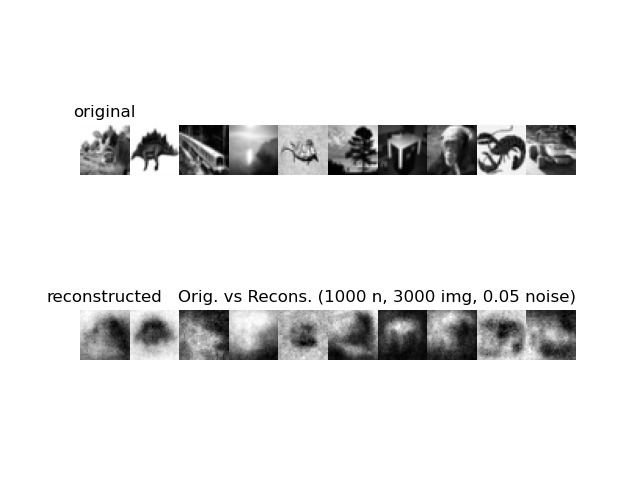 original
reconstructed
Orig. vs Recons. (1000 n, 3000 img, 0.05 noise)